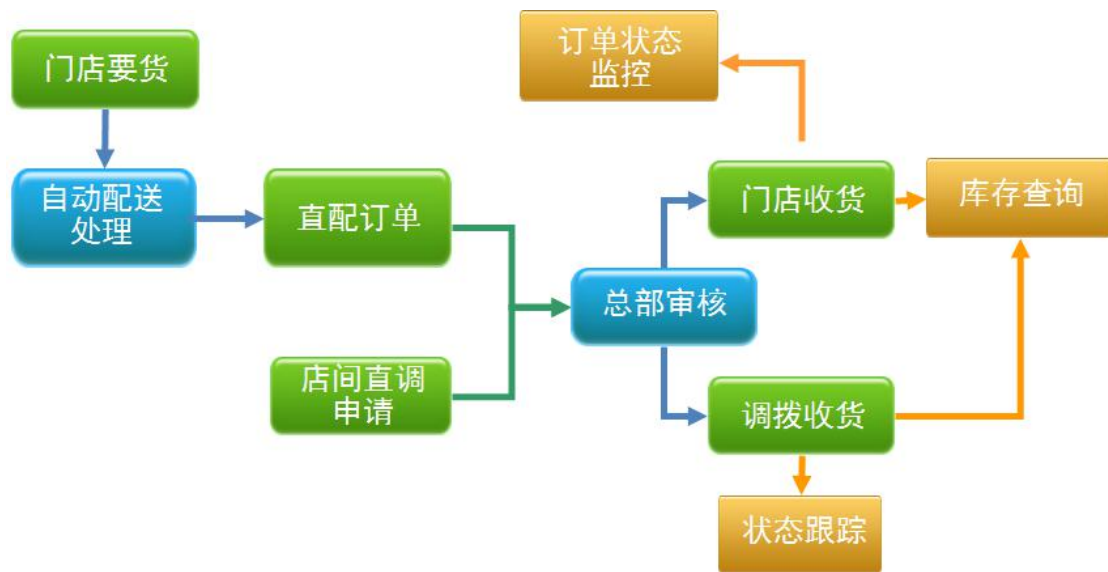 门店要货
订单状态
监控
自动配送
处理
直配订单
门店收货
库存查询
总部审核
店间直调
申请
调拨收货
状态跟踪